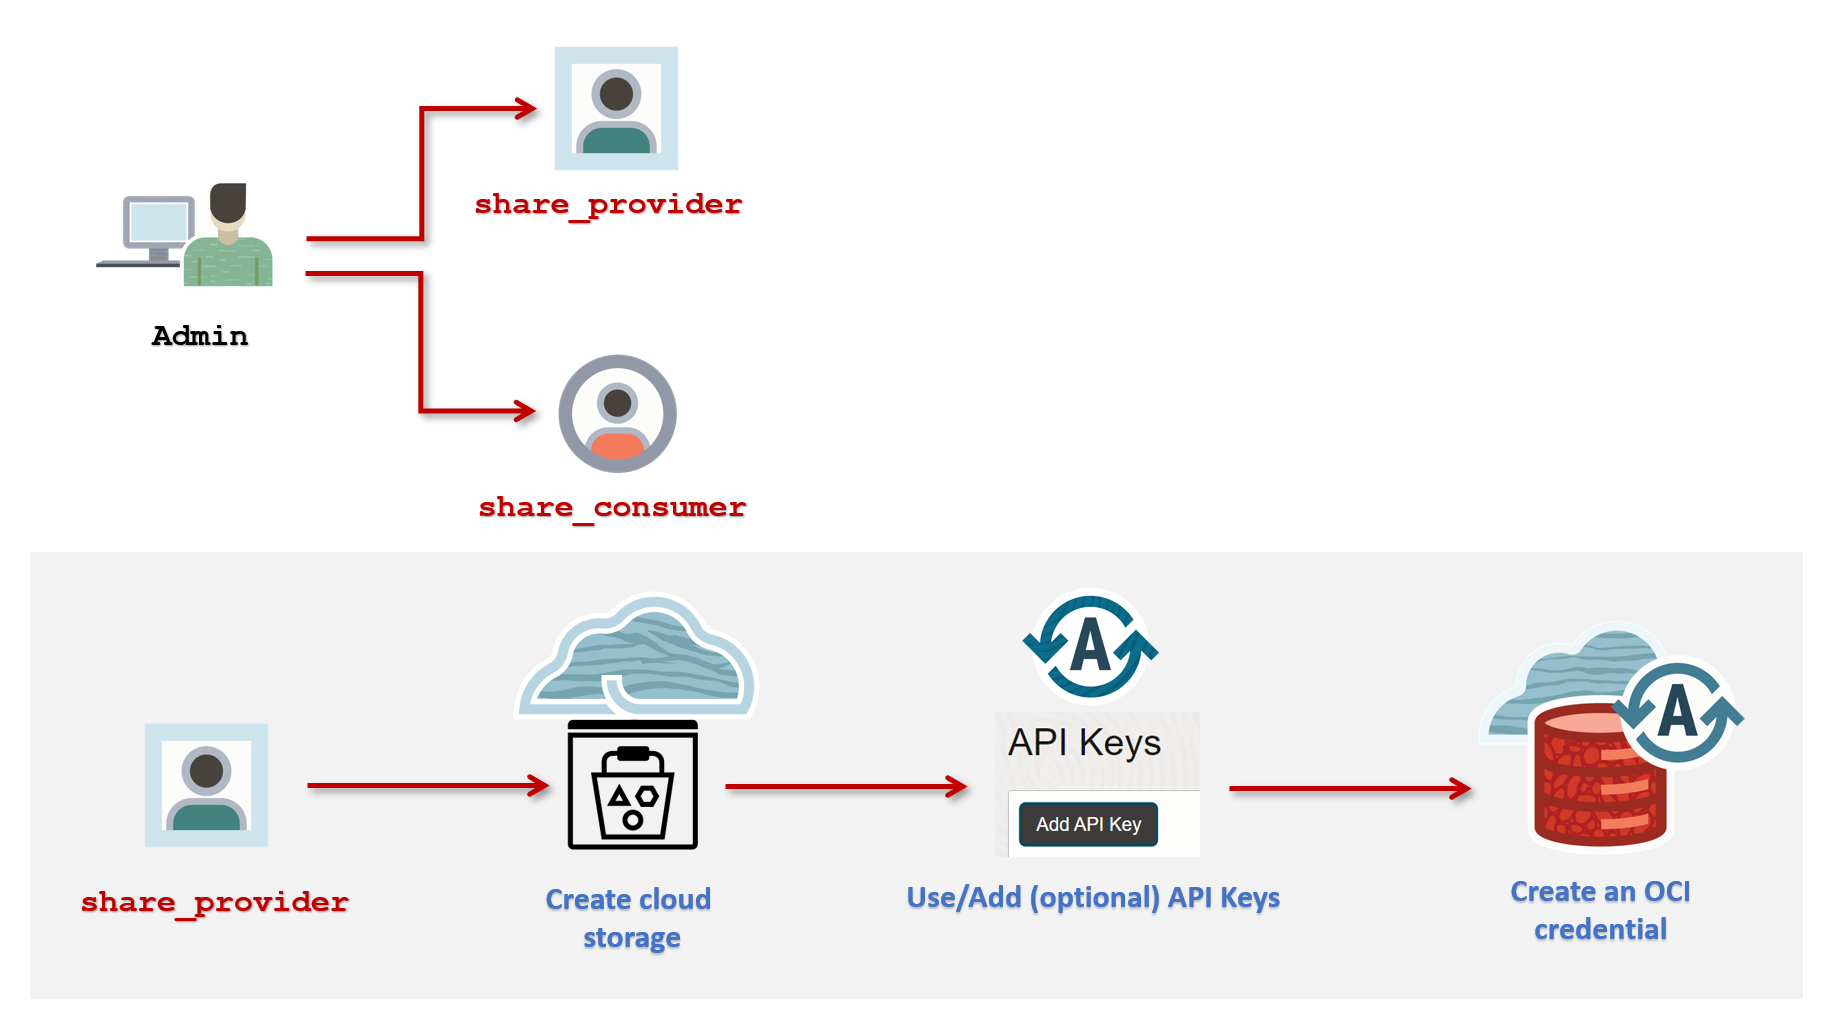 share_provider
Admin
share_consumer
A
API Keys
Add API Key
A
share_provider
Create cloud
storage
Use/Add (optional) API Keys
Create an OCI
credential